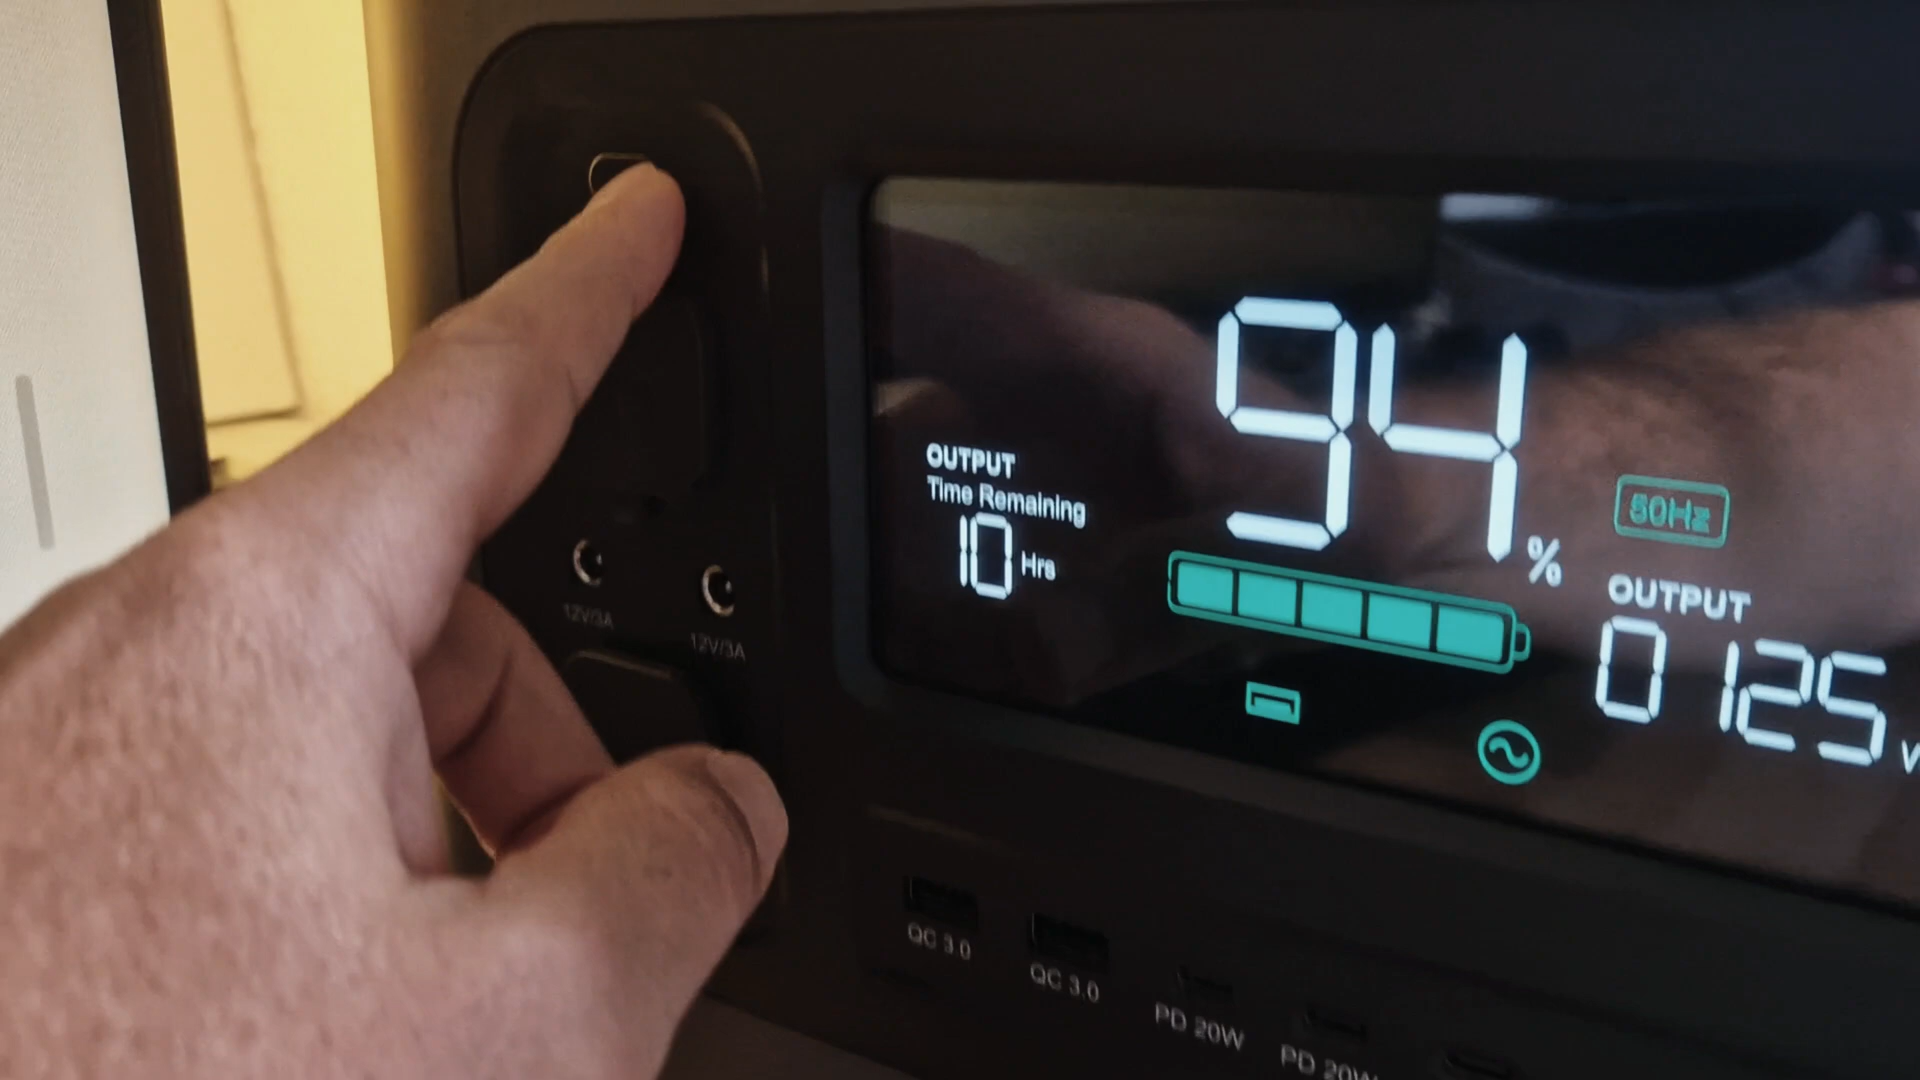 94%
50Hz
OUTPUT
Time Remaining
10 Hrs
OUTPUT
0125
12V/3A
12V/3A
QC 3.0
QC 3.0
PD 20W
PD 20W